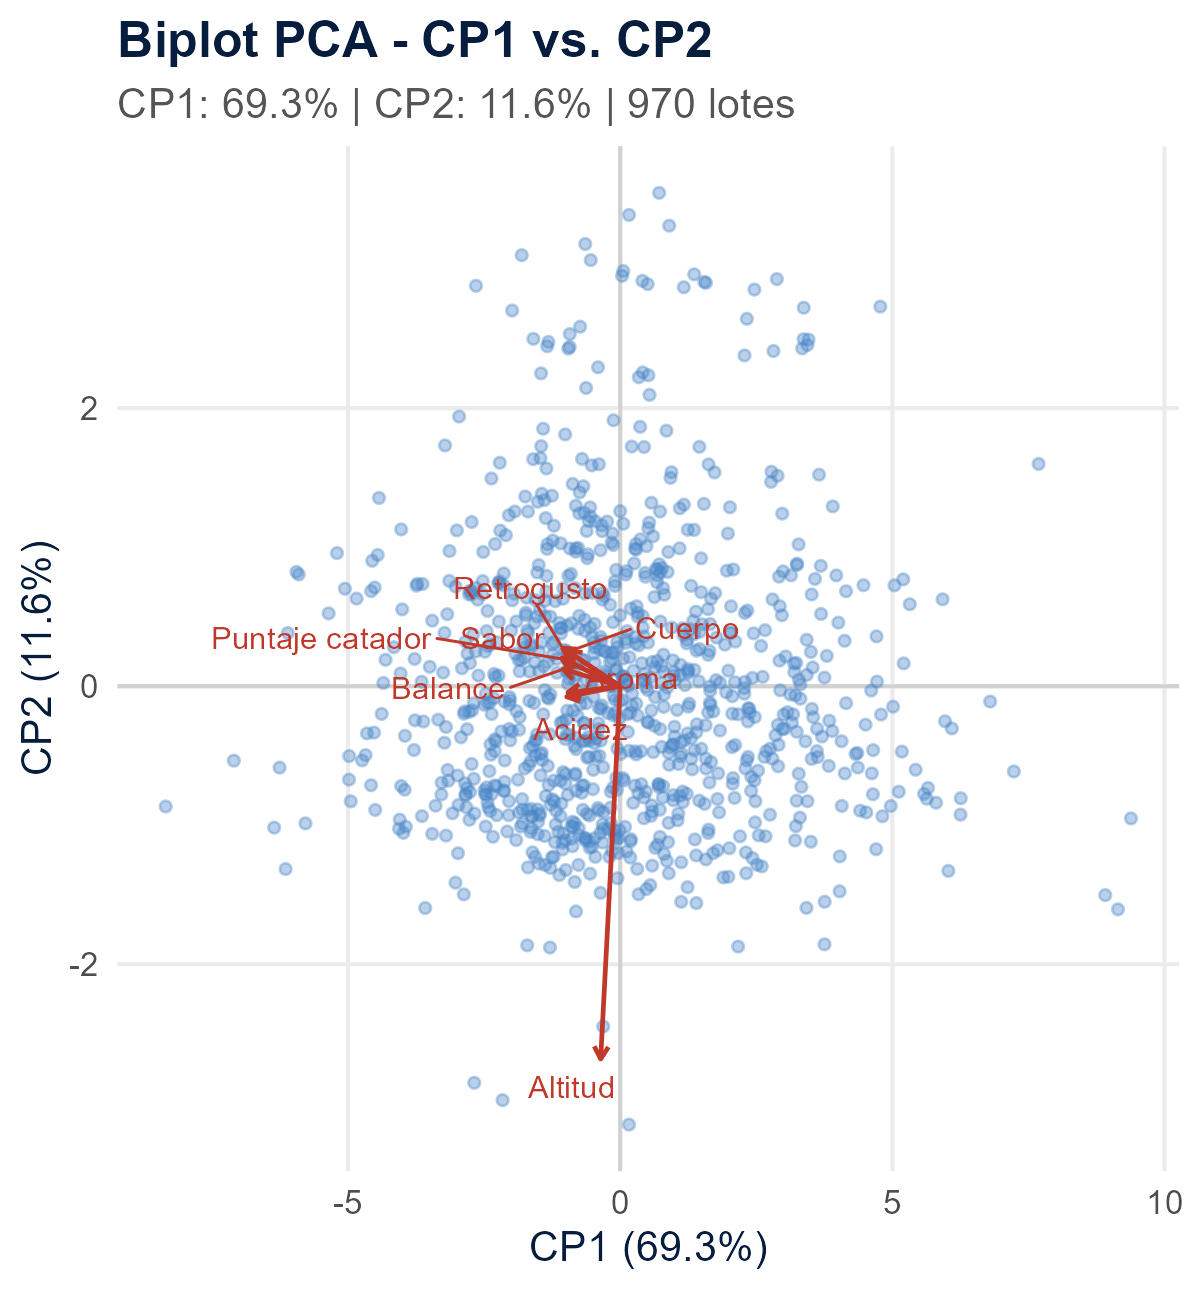 Biplot PCA - CP1 vs. CP2
CP1: 69.3% | CP2: 11.6% | 970 lotes
CP2 (11.6%)
2
0
-2
Retrogusto
Puntaje catador
Sabor
Cuerpo
Balance
Acidez
Altitud
-5
0
5
10
CP1 (69.3%)